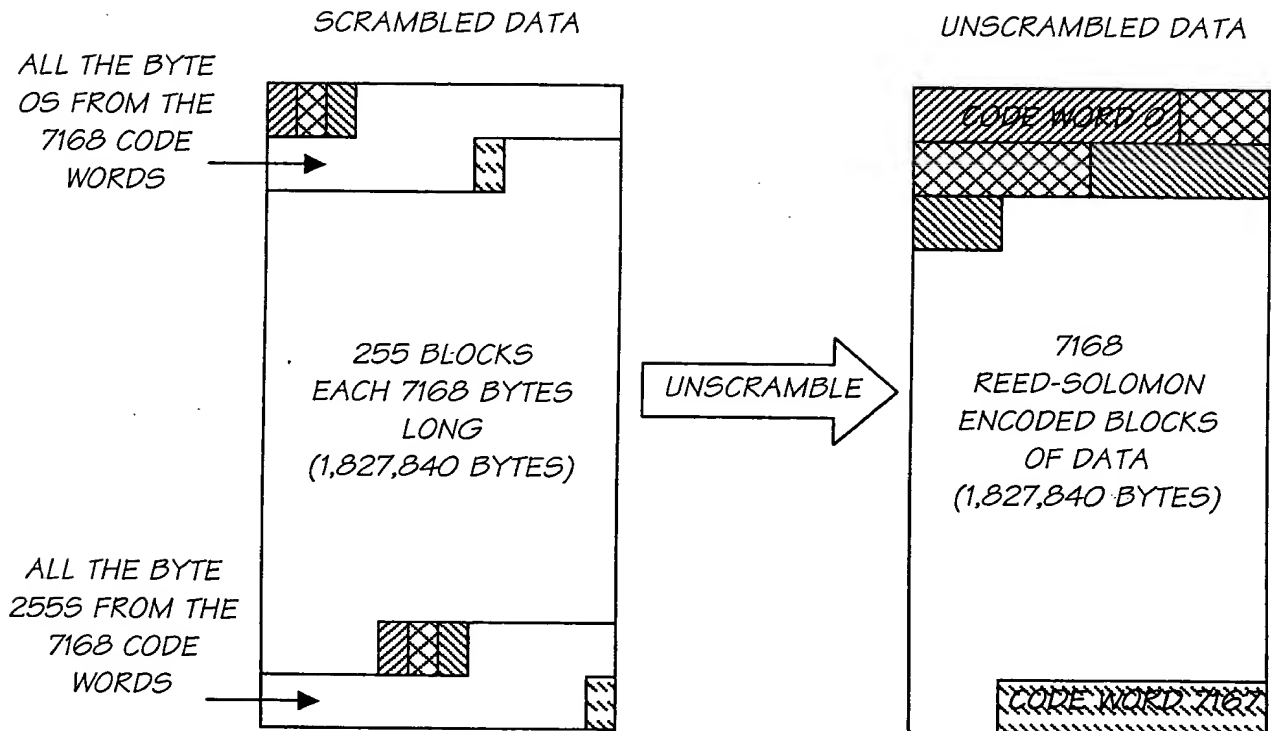 SCRAMBLED DATA
UNSCRAMBLED DATA
ALL THE BYTE
OS FROM THE
7168 CODE
WORDS
CODE WORD 0
255 BLOCKS
EACH 7168 BYTES
LONG
(1,827,840 BYTES)
UNSCRAMBLE
7168
REED-SOLOMON
ENCODED BLOCKS
OF DATA
(1,827,840 BYTES)
ALL THE BYTE
255S FROM THE
7168 CODE
WORDS
CODE WORD 7167